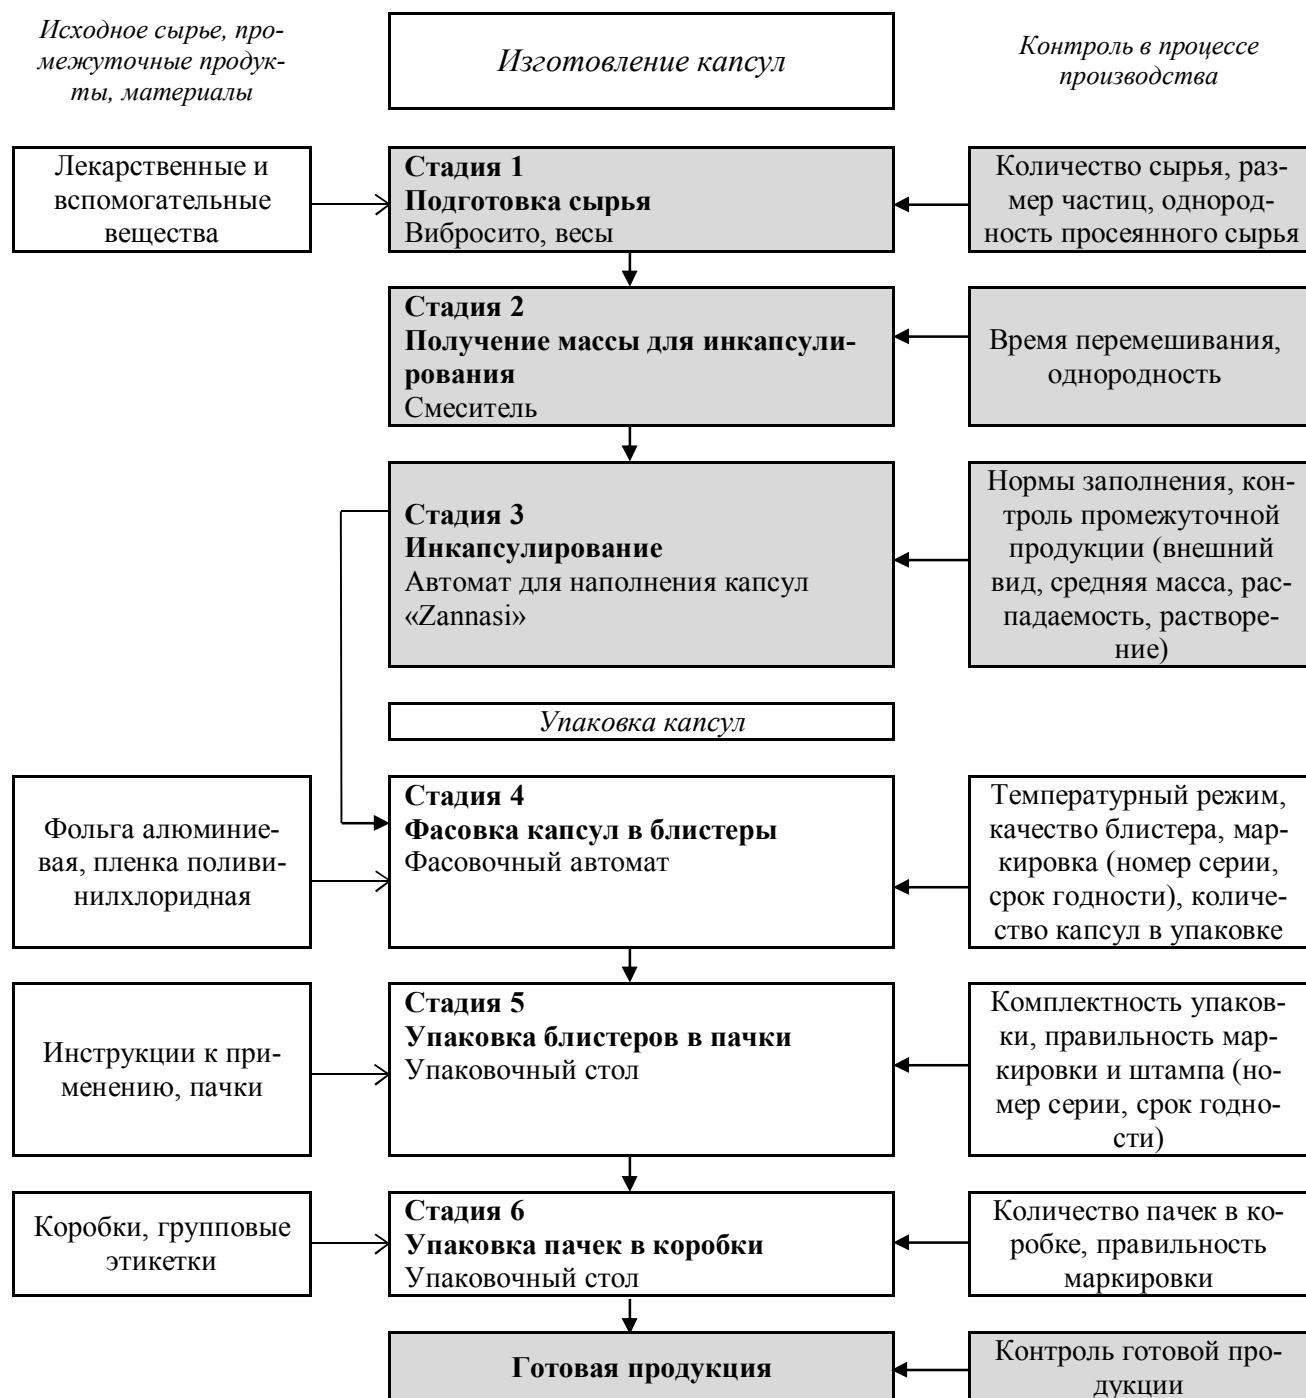 Исходное сырье, про-
межуточные продук-
ты, материалы
Изготовление капсул
Контроль в процессе
производства
Лекарственные и
вспомогательные
вещества
Стадия 1
Подготовка сырья
Вибросито, весы
Количество сырья, раз-
мер частиц, однород-
ность просеянного сырья
Стадия 2
Получение массы для инкапсули-
рования
Смеситель
Время перемешивания,
однородность
Стадия 3
Инкапсулирование
Автомат для наполнения капсул
«Zannasi»
Нормы заполнения, кон-
троль промежуточной
продукции (внешний
вид, средняя масса, рас-
падаемость, растворе-
ние)
Упаковка капсул
Фольга алюминие-
вая, пленка поливи-
нилхлоридная
Стадия 4
Фасовка капсул в блистеры
Фасовочный автомат
Температурный режим,
качество блистера, мар-
кировка (номер серии,
срок годности), количе-
ство капсул в упаковке
Инструкции к при-
менению, пачки
Стадия 5
Упаковка блистеров в пачки
Упаковочный стол
Комплектность упаков-
ки, правильность мар-
кировки и штампа (но-
мер серии, срок годно-
сти)
Коробки, групповые
этикетки
Стадия 6
Упаковка пачек в коробки
Упаковочный стол
Количество пачек в ко-
робке, правильность
маркировки
Готовая продукция
Контроль готовой про-
дукции